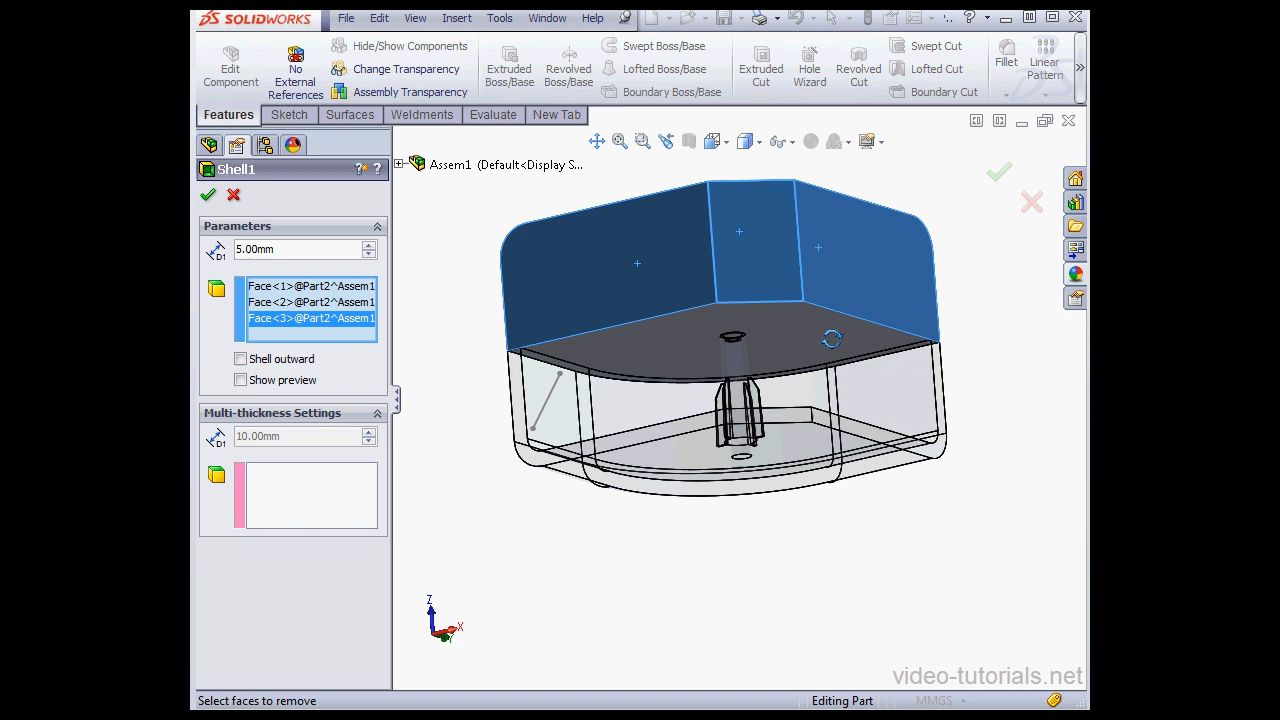 SOLIDWORKS File Edit View Insert Tools Window Help
Edit Component
No External References
Hide/Show Components
Change Transparency
Assembly Transparency
Extruded Boss/Base
Revolved Boss/Base
Swept Boss/Base
Lofted Boss/Base
Boundary Boss/Base
Extruded Cut
Hole Wizard
Revolved Cut
Swept Cut
Lofted Cut
Boundary Cut
Fillet
Linear Pattern
Features Sketch Surfaces Weldments Evaluate New Tab
Assem1 (Default<Display S...
Shell1
Parameters
D1 5.00mm
Face<1>@Part2^Assem1
Face<2>@Part2^Assem1
Face<3>@Part2^Assem1
Shell outward
Show preview
Multi-thickness Settings
D1 10.00mm
Z
X
Y
video-tutorials.net
Select faces to remove Editing Part MMGS